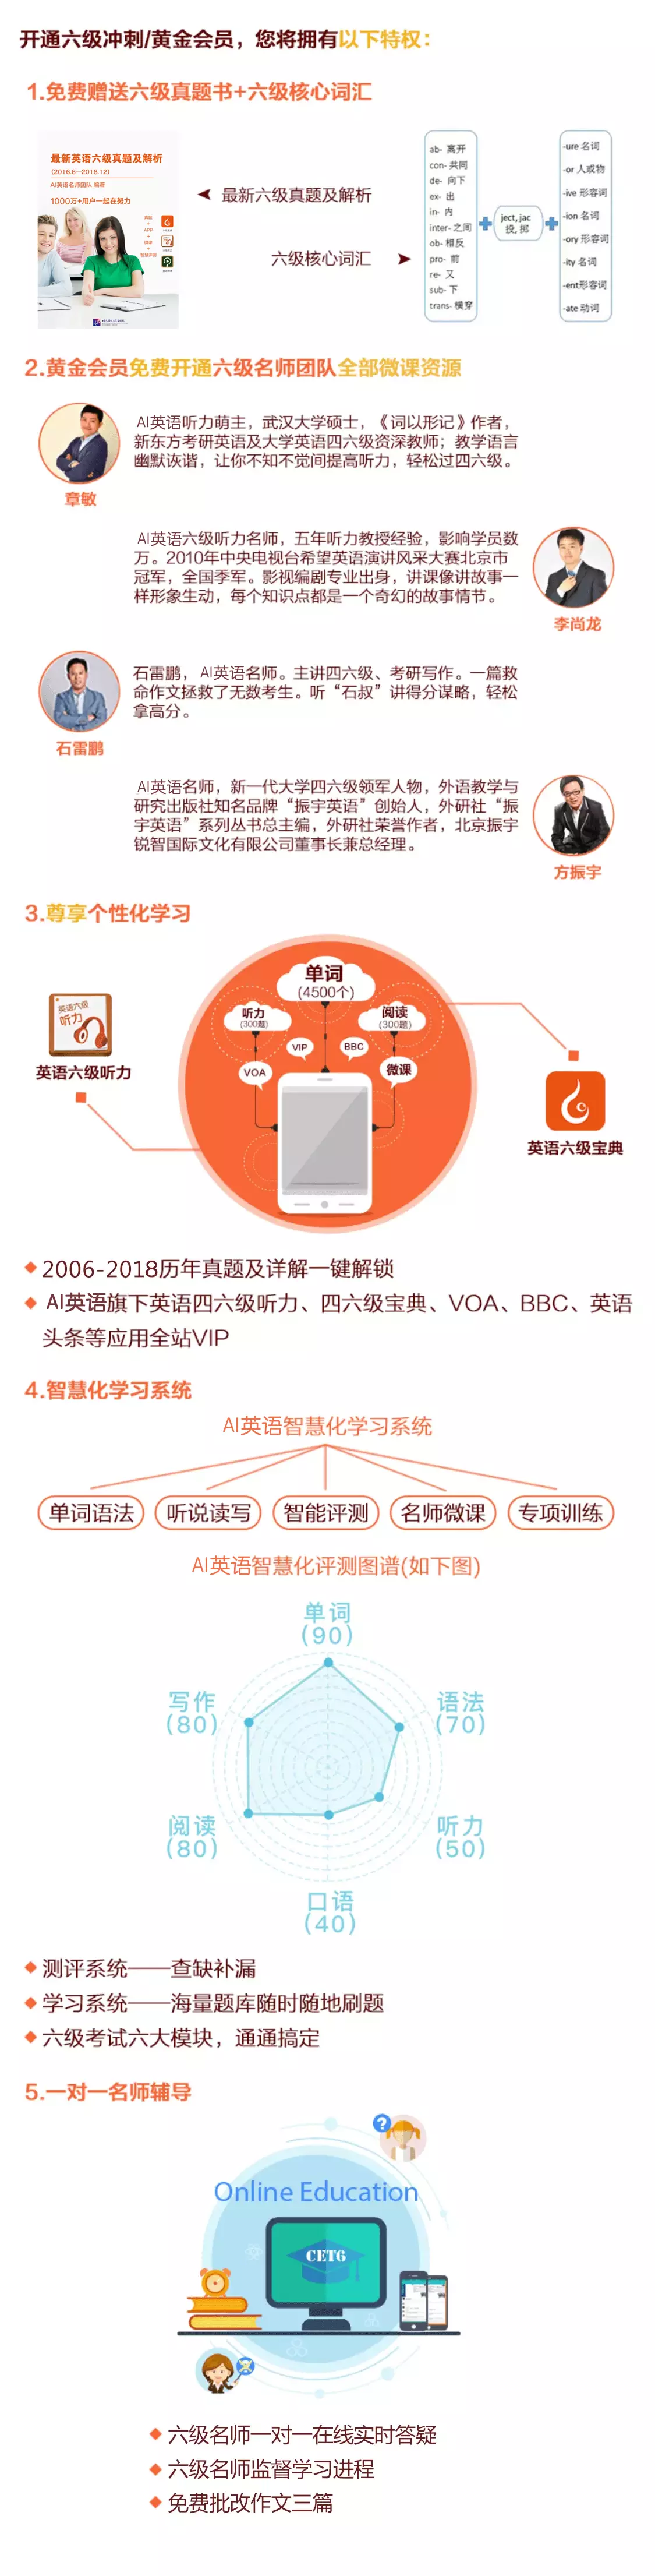 开通六级冲刺/黄金会员，您将拥有以下特权：
1.免费赠送六级真题书+六级核心词汇
最新英语六级真题及解析
(2016.6--2018.12)
AI英语名师团队 编著
1000万+用户一起在努力
最新六级真题及解析
六级核心词汇
ab- 离开
con- 共同
de- 向下
ex- 出
in- 内
inter- 之间
ob- 相反
pro- 前
re- 又
sub- 下
trans- 横穿
ject, jac
投, 掷
-ure 名词
-or 人或物
-ive 形容词
-ion 名词
-ory 形容词
-ity 名词
-ent形容词
-ate 动词
2.黄金会员免费开通六级名师团队全部微课资源
AI英语听力萌主，武汉大学硕士，《词以形记》作者，
新东方考研英语及大学英语四六级资深教师；教学语言
幽默诙谐，让你不知不觉间提高听力，轻松过四六级。
章敏
AI英语六级听力名师，五年听力教授经验，影响学员数
万。2010年中央电视台希望英语演讲风采大赛北京市
冠军，全国季军。影视编剧专业出身，讲课像讲故事一
样形象生动，每个知识点都是一个奇幻的故事情节。
李尚龙
石雷鹏，AI英语名师。主讲四六级、考研写作。一篇救
命作文拯救了无数考生。听“石叔”讲得分谋略，轻松
拿高分。
石雷鹏
AI英语名师，新一代大学四六级领军人物，外语教学与
研究出版社知名品牌“振宇英语”创始人，外研社“振
宇英语”系列丛书总主编，外研社荣誉作者，北京振宇
锐智国际文化有限公司董事长兼总经理。
方振宇
3.尊享个性化学习
单词
(4500个)
听力
(300题)
阅读
(300题)
VIP
BBC
VOA
微课
英语六级
听力
英语六级听力
英语六级宝典
2006-2018历年真题及详解一键解锁
AI英语旗下英语四六级听力、四六级宝典、VOA、BBC、英语
头条等应用全站VIP
4.智慧化学习系统
AI英语智慧化学习系统
单词语法
听说读写
智能评测
名师微课
专项训练
AI英语智慧化评测图谱(如下图)
单词
(90)
写作
(80)
语法
(70)
阅读
(80)
听力
(50)
口语
(40)
测评系统——查缺补漏
学习系统——海量题库随时随地刷题
六级考试六大模块，通通搞定
5.一对一名师辅导
?
Online Education
CET6
六级名师一对一在线实时答疑
六级名师监督学习进程
免费批改作文三篇